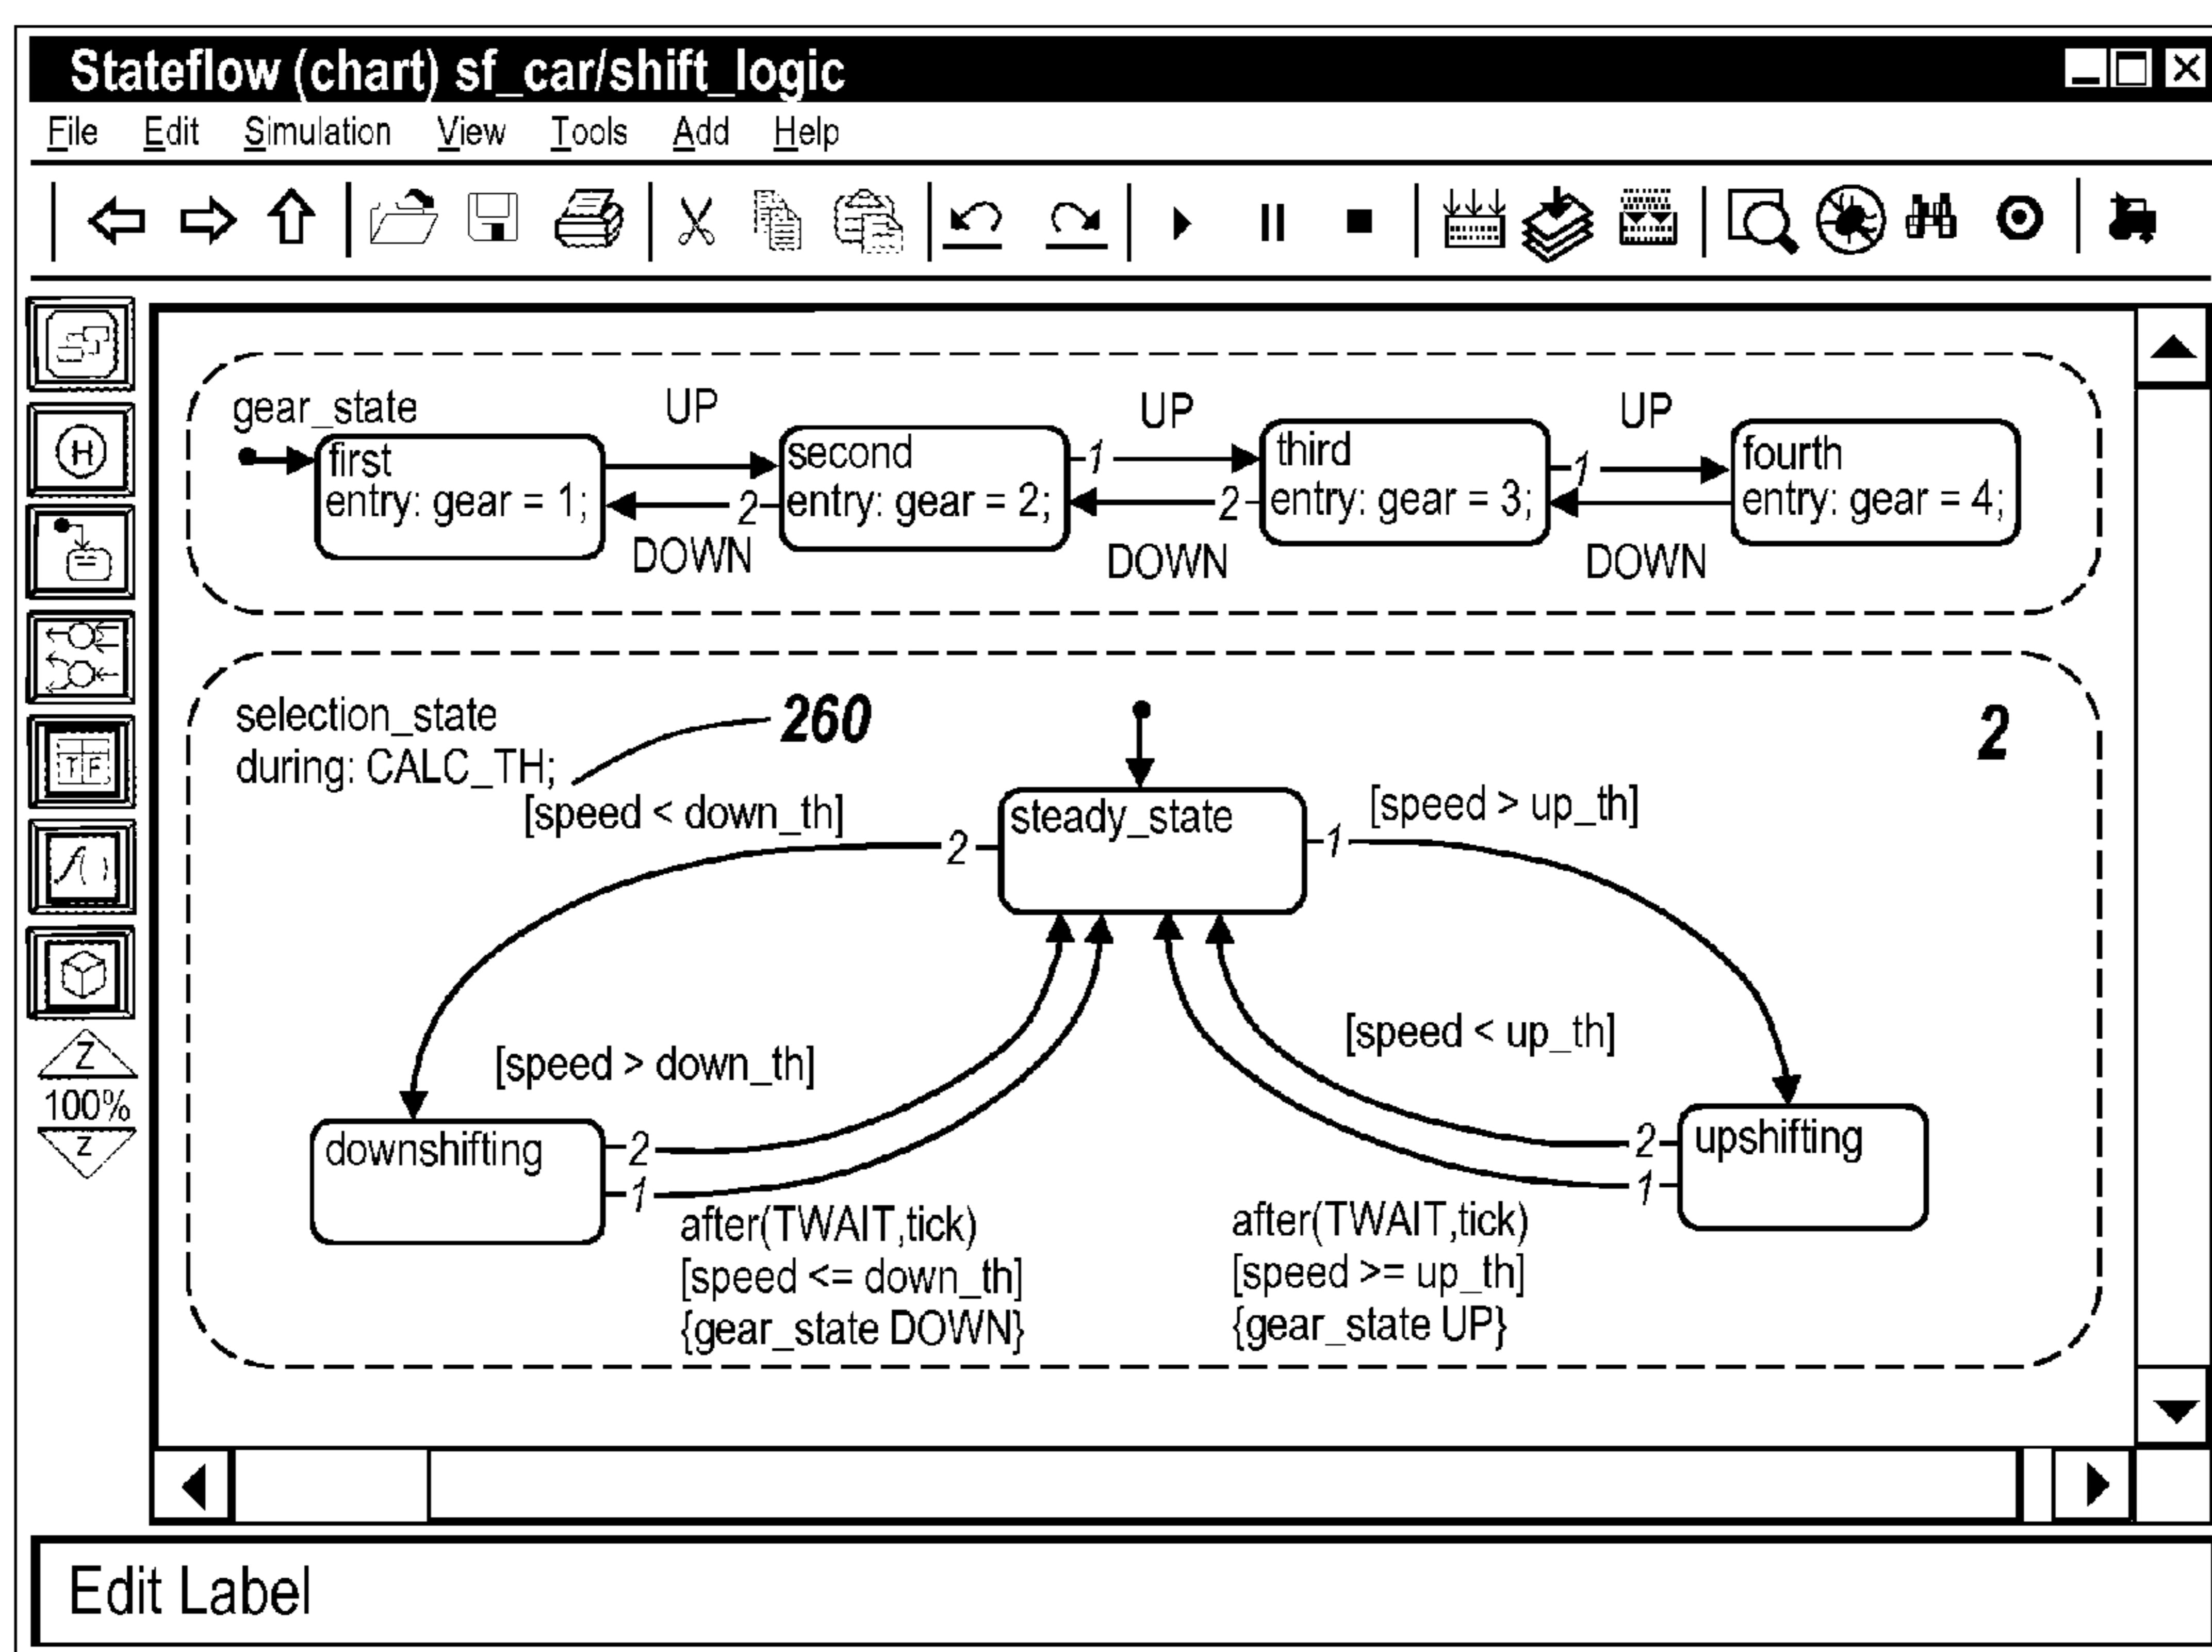 Stateflow (chart) sf_car/shift_logic
File Edit Simulation View Tools Add Help
gear_state
UP UP UP
first
entry: gear = 1;
second
entry: gear = 2;
third
entry: gear = 3;
fourth
entry: gear = 4;
1 1
2 2
DOWN DOWN DOWN
H
T F
f( )
Z
100%
z
selection_state
during: CALC_TH;
260
2
[speed < down_th]
2
steady_state
1
[speed > up_th]
[speed > down_th]
[speed < up_th]
downshifting
2
1
2
1
upshifting
after(TWAIT,tick)
[speed <= down_th]
{gear_state DOWN}
after(TWAIT,tick)
[speed >= up_th]
{gear_state UP}
Edit Label